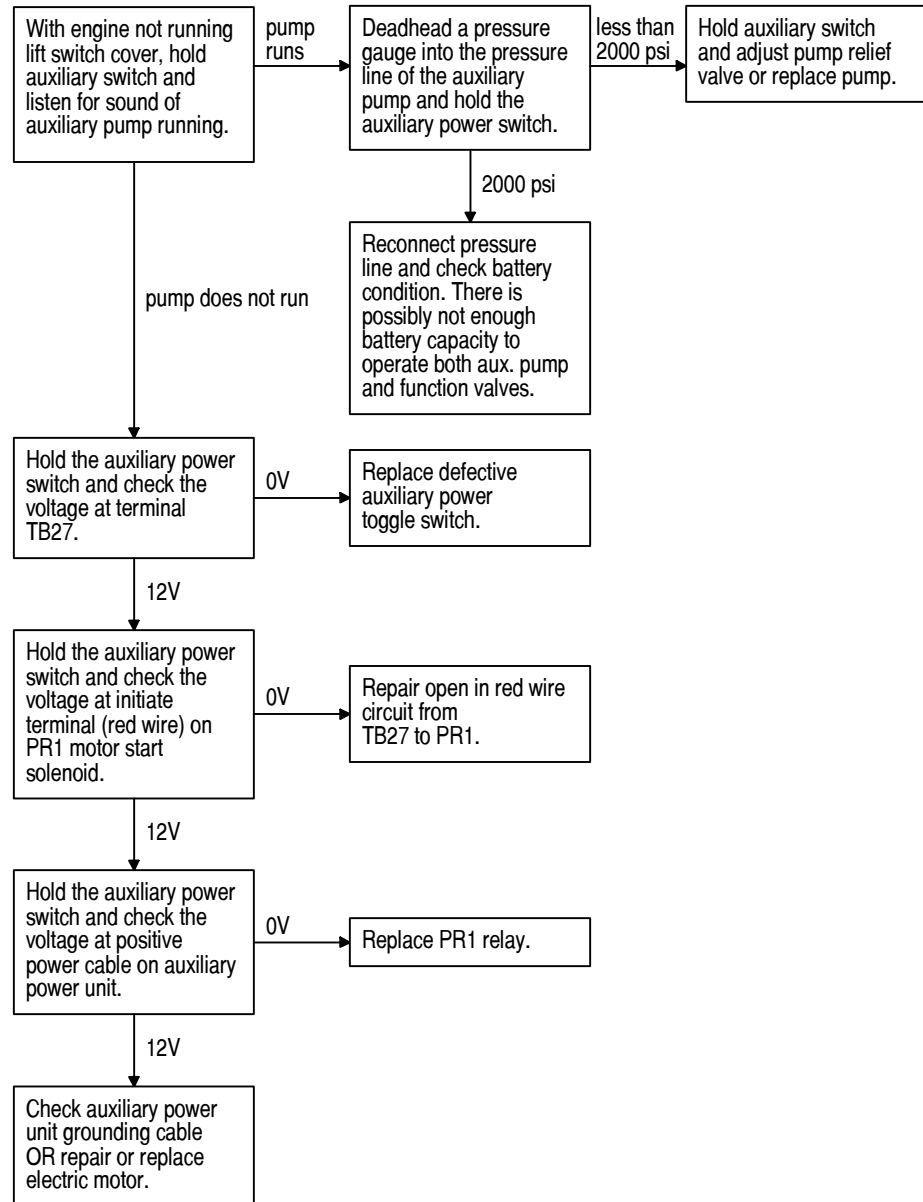 With engine not running
lift switch cover, hold
auxiliary switch and
listen for sound of
auxiliary pump running.
pump
runs
Deadhead a pressure
gauge into the pressure
line of the auxiliary
pump and hold the
auxiliary power switch.
less than
2000 psi
Hold auxiliary switch
and adjust pump relief
valve or replace pump.
2000 psi
Reconnect pressure
line and check battery
condition. There is
possibly not enough
battery capacity to
operate both aux. pump
and function valves.
pump does not run
Hold the auxiliary power
switch and check the
voltage at terminal
TB27.
0V
Replace defective
auxiliary power
toggle switch.
12V
Hold the auxiliary power
switch and check the
voltage at initiate
terminal (red wire) on
PR1 motor start
solenoid.
0V
Repair open in red wire
circuit from
TB27 to PR1.
12V
Hold the auxiliary power
switch and check the
voltage at positive
power cable on auxiliary
power unit.
0V
Replace PR1 relay.
12V
Check auxiliary power
unit grounding cable
OR repair or replace
electric motor.